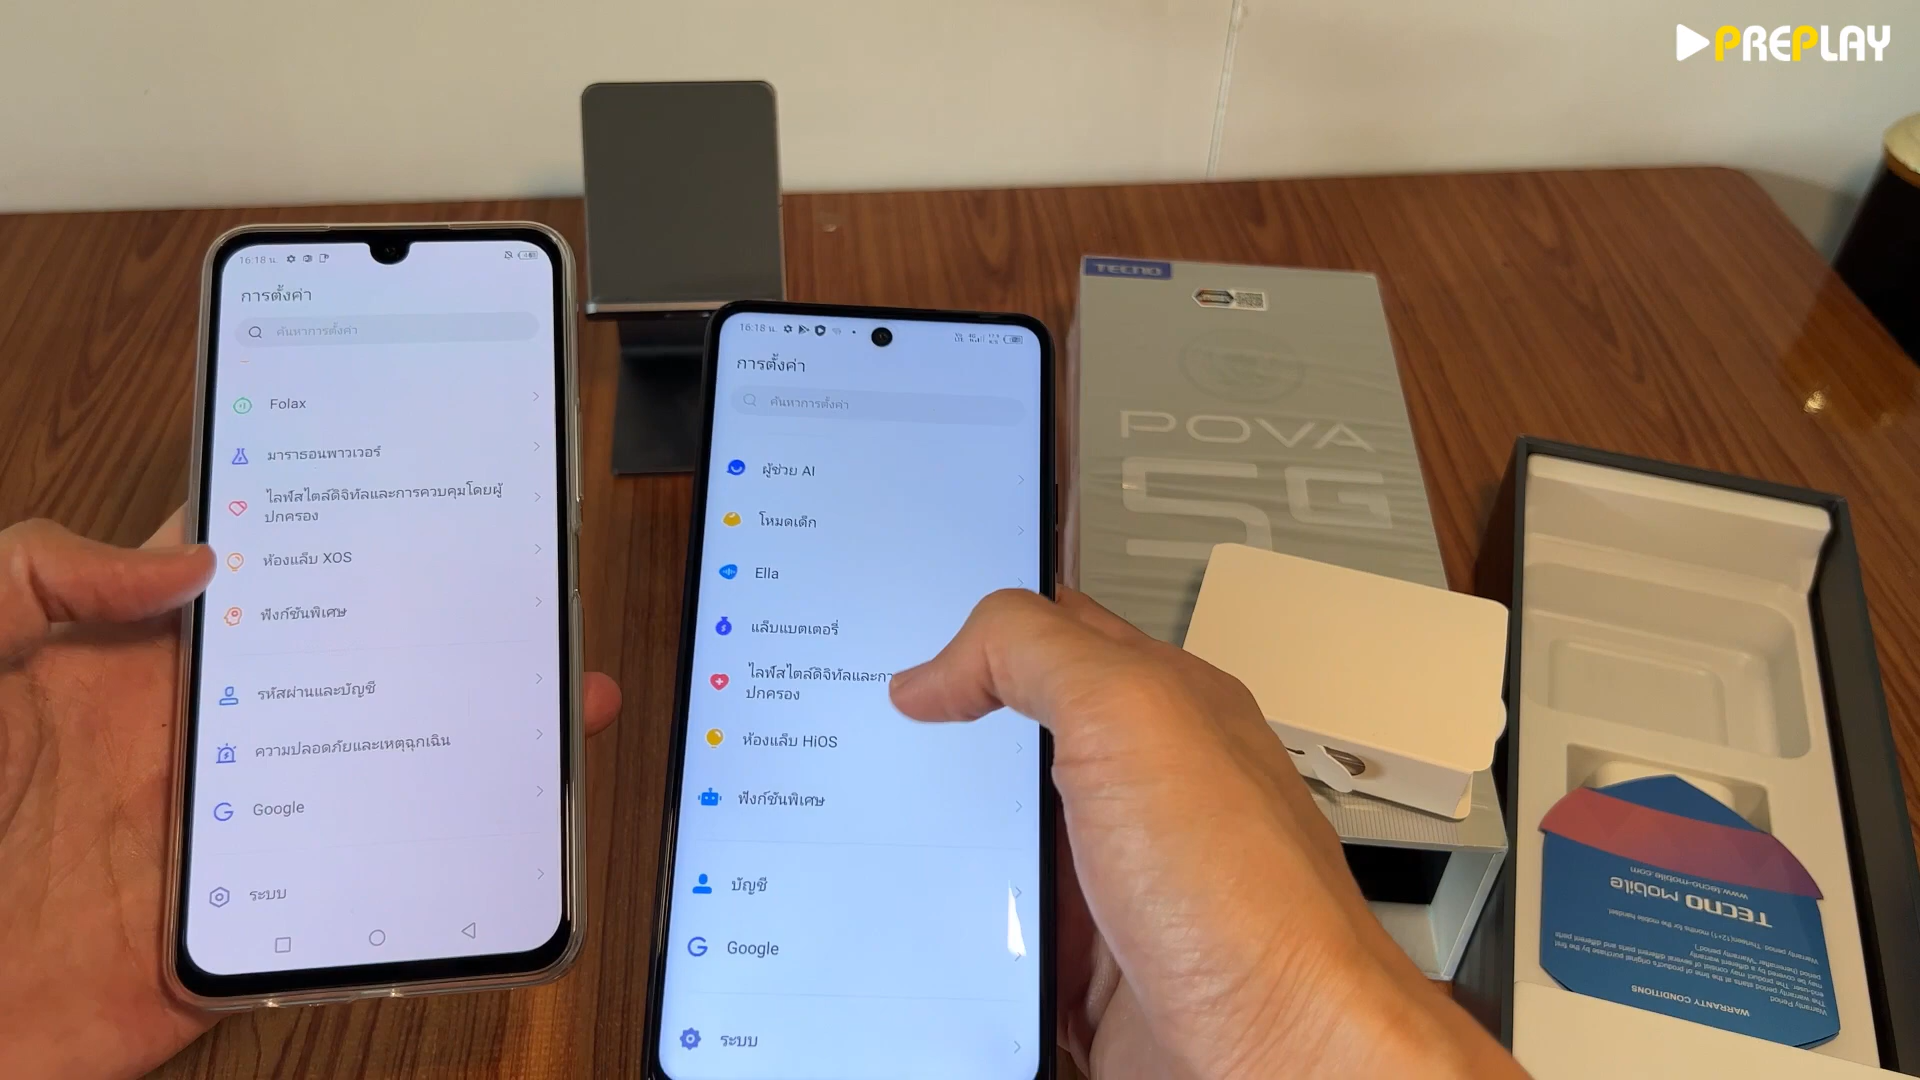 PREPLAY
16:18 น.
การตั้งค่า
ค้นหาการตั้งค่า
Folax
มาราธอนพาวเวอร์
ไลฟ์สไตล์ดิจิทัลและการควบคุมโดยผู้
ปกครอง
ห้องแล็บ XOS
ฟังก์ชันพิเศษ
รหัสผ่านและบัญชี
ความปลอดภัยและเหตุฉุกเฉิน
Google
ระบบ
16:18 น.
การตั้งค่า
ค้นหาการตั้งค่า
ผู้ช่วย AI
โหมดเด็ก
Ella
แล็บแบตเตอรี่
ไลฟ์สไตล์ดิจิทัลและกา
ปกครอง
ห้องแล็บ HiOS
ฟังก์ชันพิเศษ
บัญชี
Google
ระบบ
TECNO
POVA
5G
WARRANTY CONDITIONS
Warranty Period
TECNO mobile
www.tecno-mobile.com